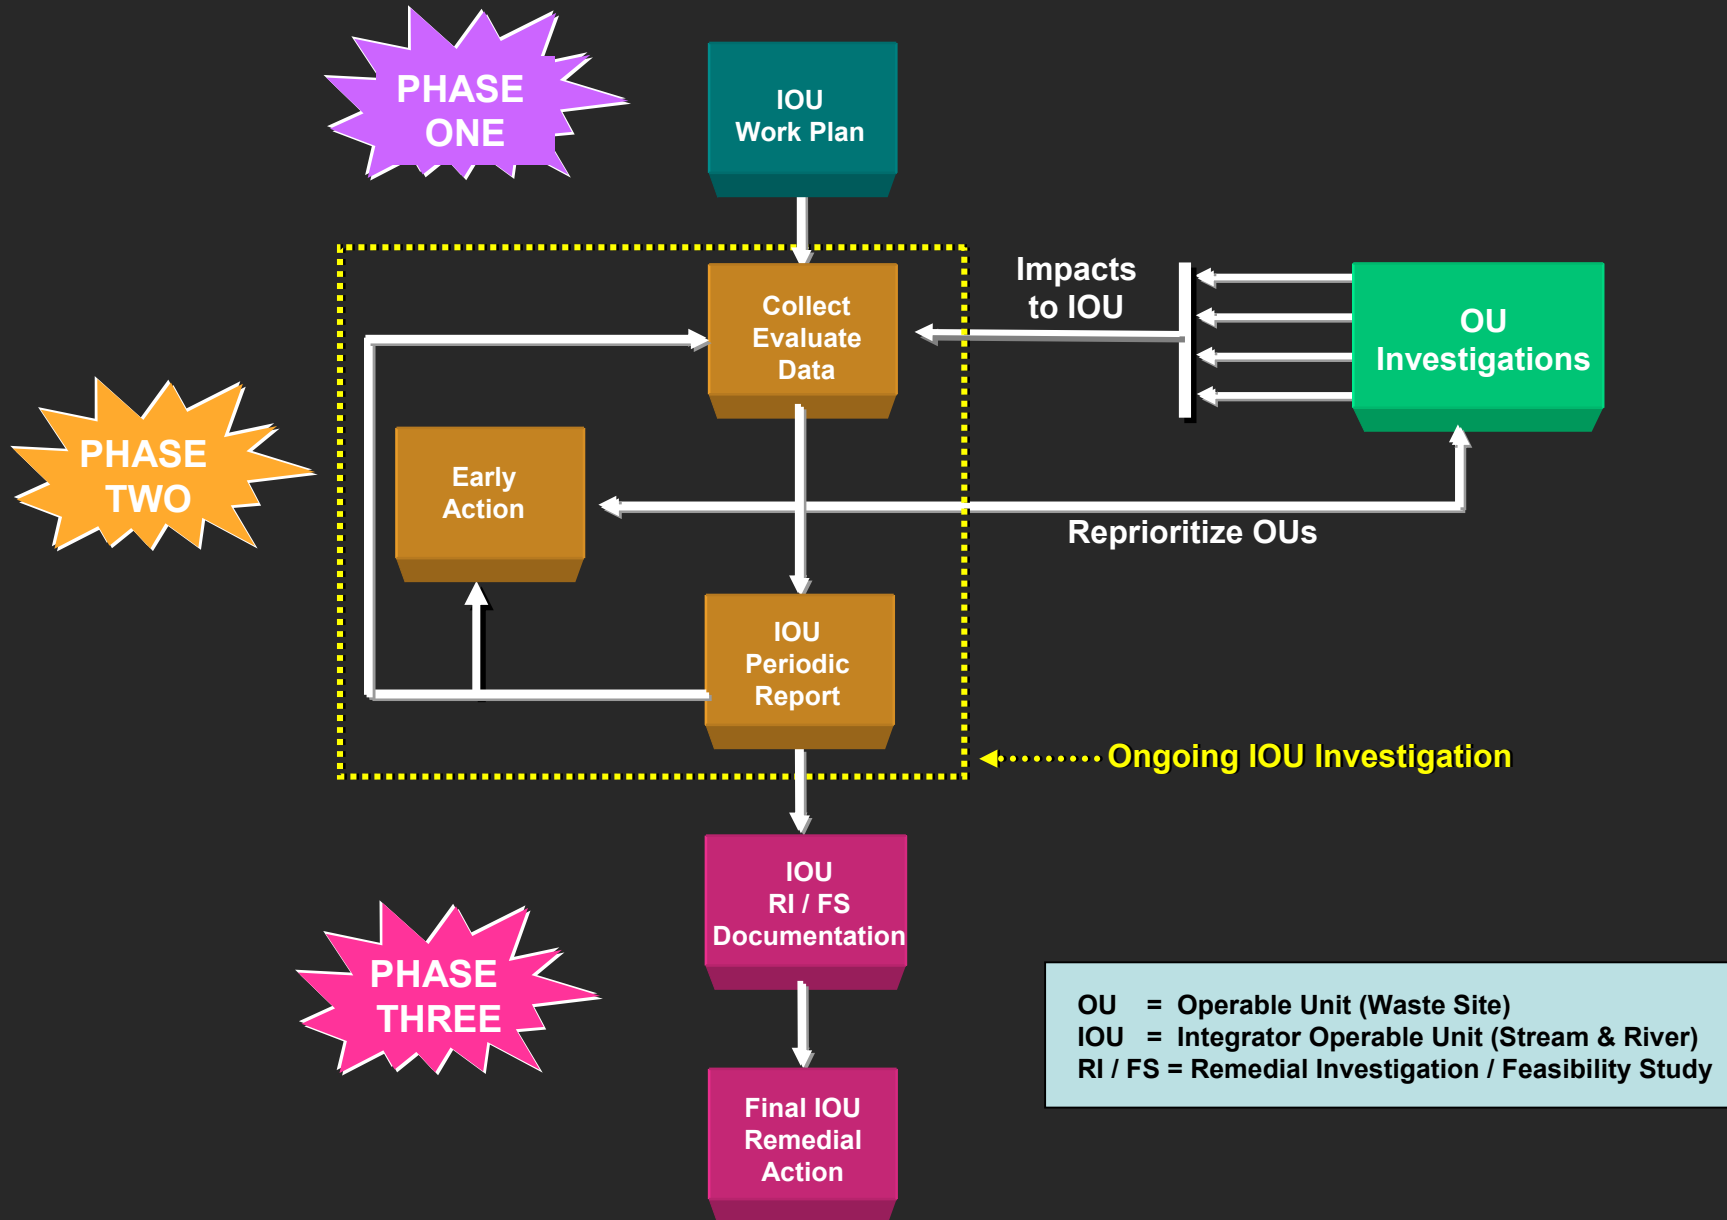 PHASE
ONE
IOU
Work Plan
Impacts
to IOU
Collect
Evaluate
Data
OU
Investigations
PHASE
TWO
Early
Action
Reprioritize OUs
IOU
Periodic
Report
Ongoing IOU Investigation
IOU
RI / FS
Documentation
PHASE
THREE
OU = Operable Unit (Waste Site)
IOU = Integrator Operable Unit (Stream & River)
RI / FS = Remedial Investigation / Feasibility Study
Final IOU
Remedial
Action